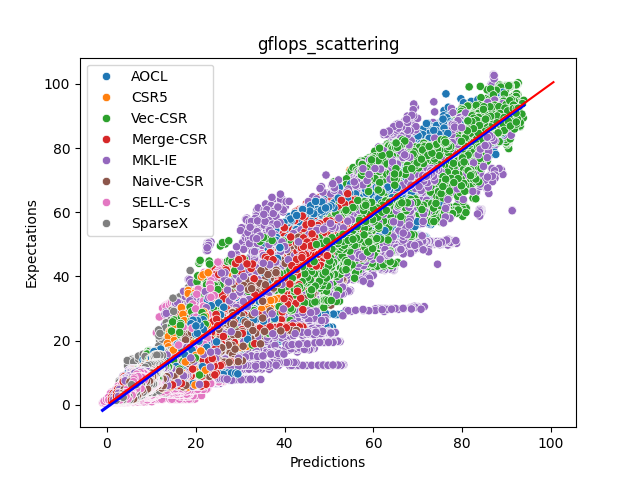 gflops_scattering
AOCL
CSR5
Vec-CSR
Merge-CSR
MKL-IE
Naive-CSR
SELL-C-s
SparseX
Expectations
100
80
60
40
20
0
0 20 40 60 80 100
Predictions